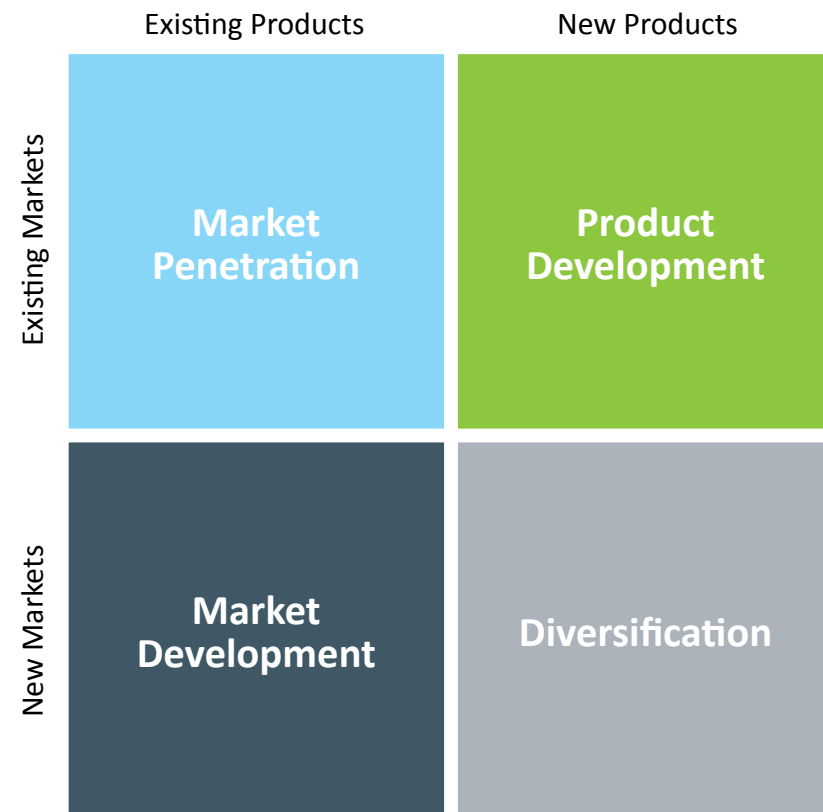 Existing Products
New Products
Existing Markets
Market
Penetration
Product
Development
New Markets
Market
Development
Diversification